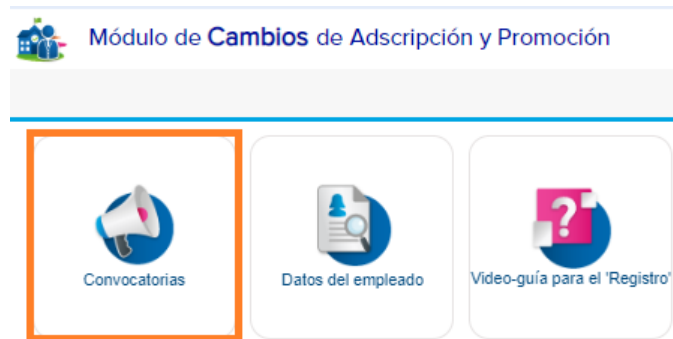 Módulo de Cambios de Adscripción y Promoción
Convocatorias
Datos del empleado
?
Video-guía para el 'Registro'